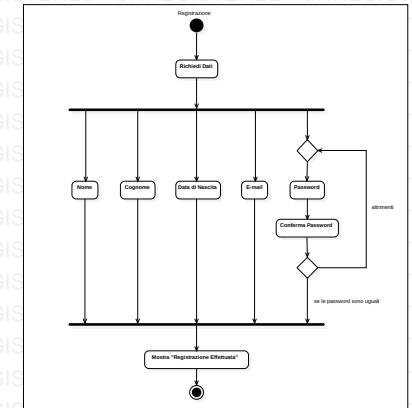 Registrazione
Richiedi Dati
Nome
Cognome
Data di Nascita
E-mail
Password
altrimenti
Conferma Password
se le password sono uguali
Mostra "Registrazione Effettuata"